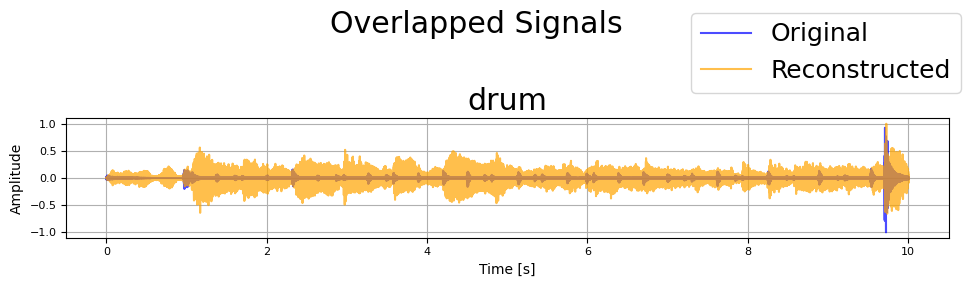 Overlapped Signals
Original
Reconstructed
drum
1.0
0.5
0.0
−0.5
−1.0
Amplitude
0 2 4 6 8 10
Time [s]